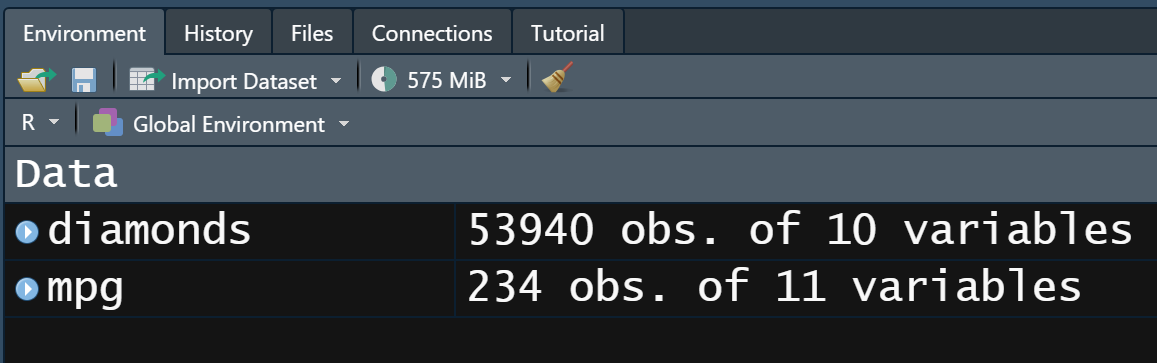 Environment History Files Connections Tutorial
Import Dataset 575 MiB
R Global Environment
Data
diamonds 53940 obs. of 10 variables
mpg 234 obs. of 11 variables